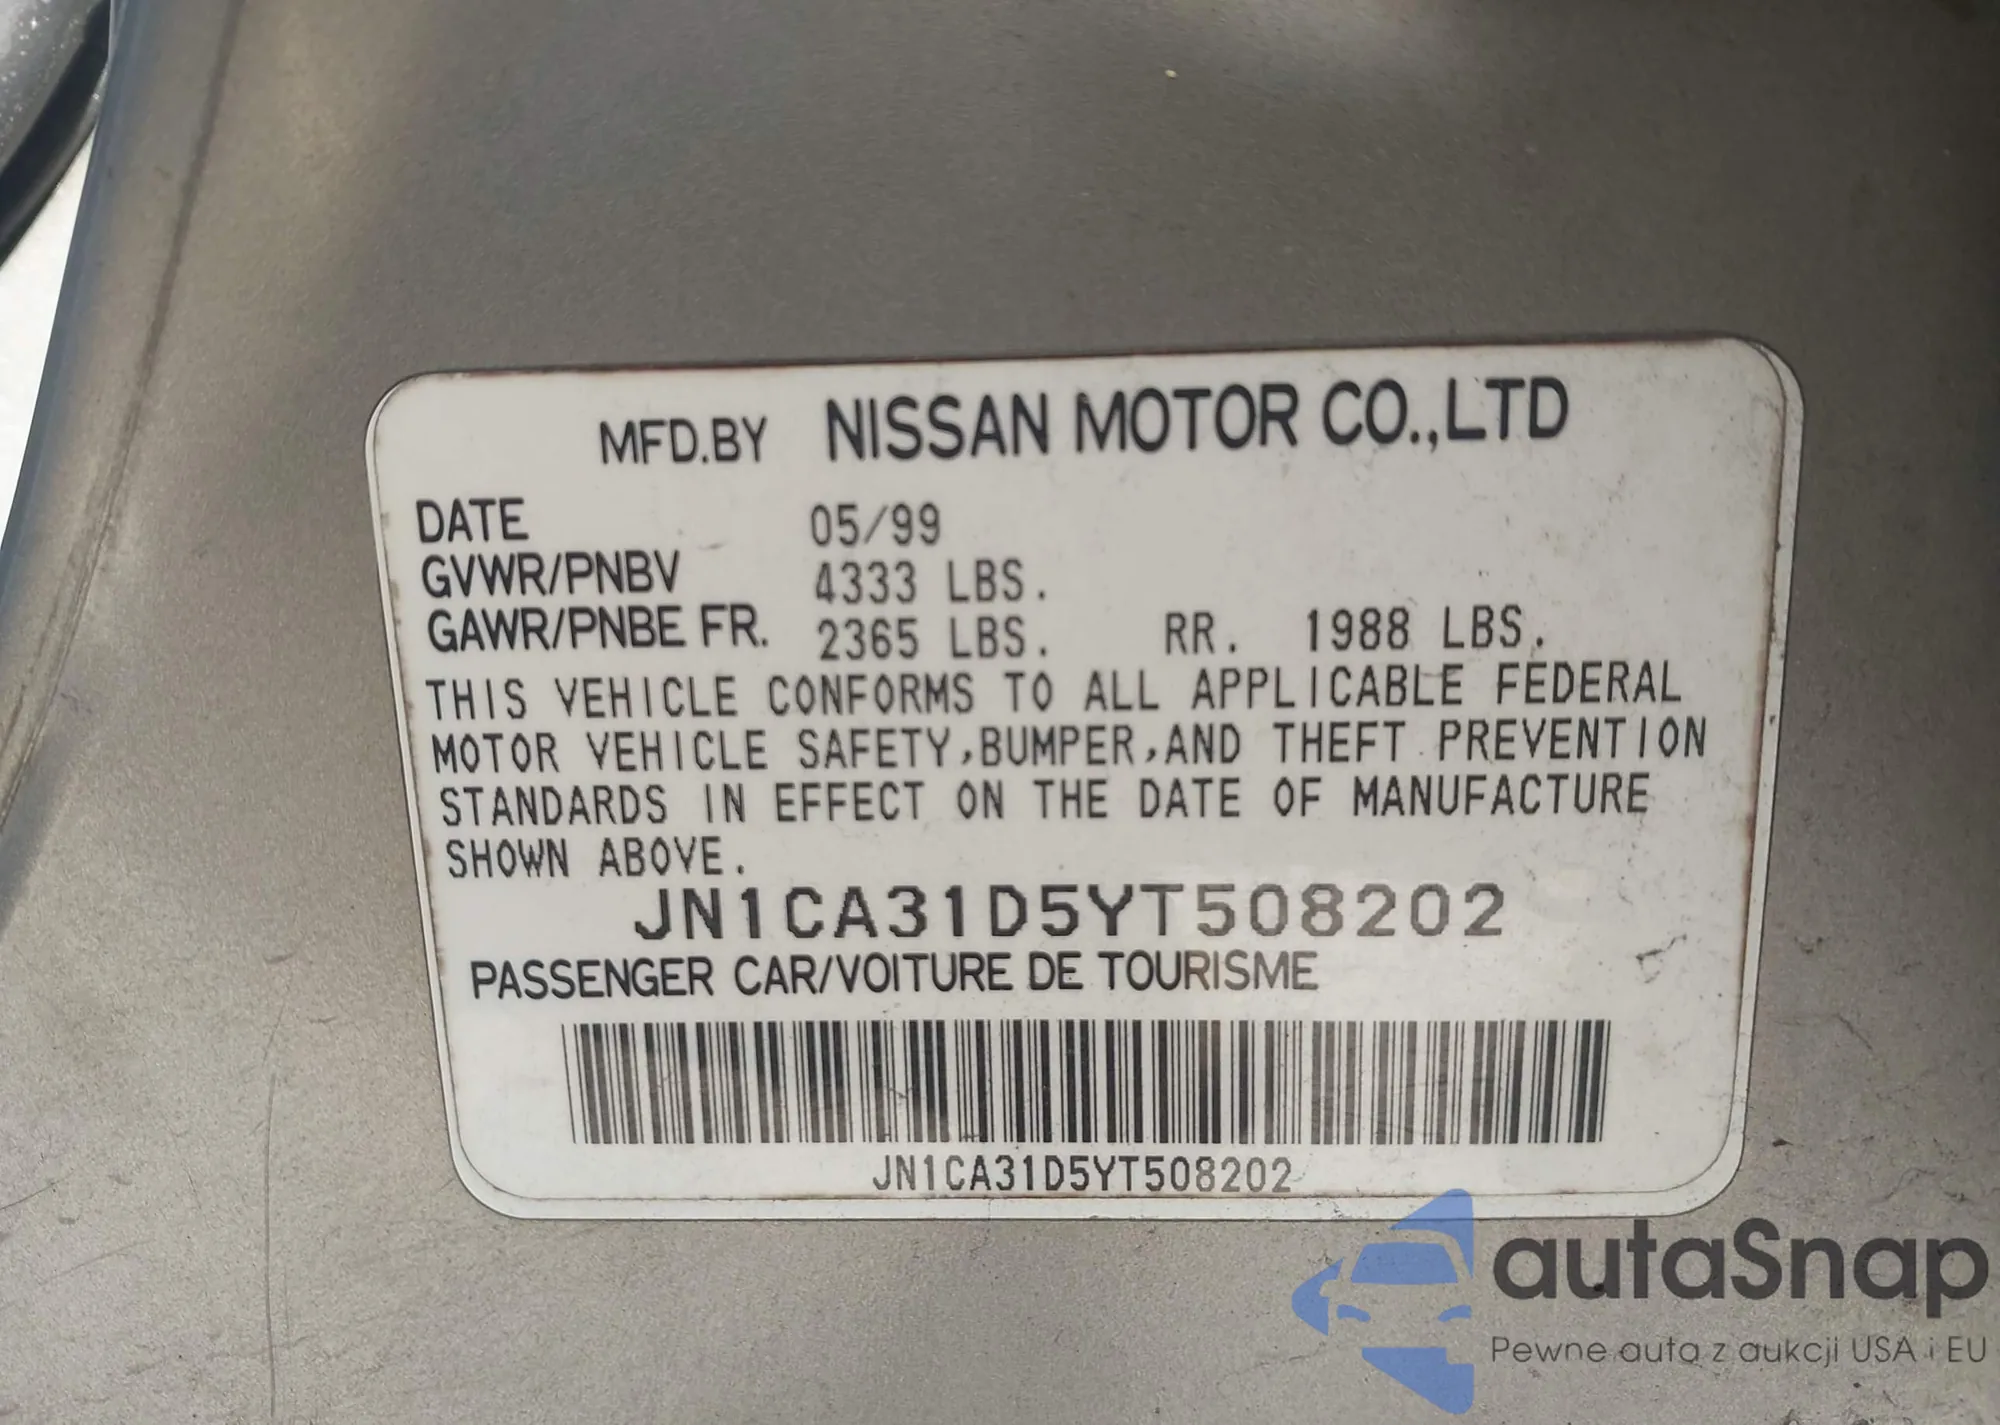 MFD.BY NISSAN MOTOR CO.,LTD
DATE 05/99
GVWR/PNBV 4333 LBS.
GAWR/PNBE FR. 2365 LBS. RR. 1988 LBS.
THIS VEHICLE CONFORMS TO ALL APPLICABLE FEDERAL
MOTOR VEHICLE SAFETY,BUMPER,AND THEFT PREVENTION
STANDARDS IN EFFECT ON THE DATE OF MANUFACTURE
SHOWN ABOVE.
JN1CA31D5YT508202
PASSENGER CAR/VOITURE DE TOURISME
JN1CA31D5YT508202
autaSnap
Pewne auta z aukcji USA i EU